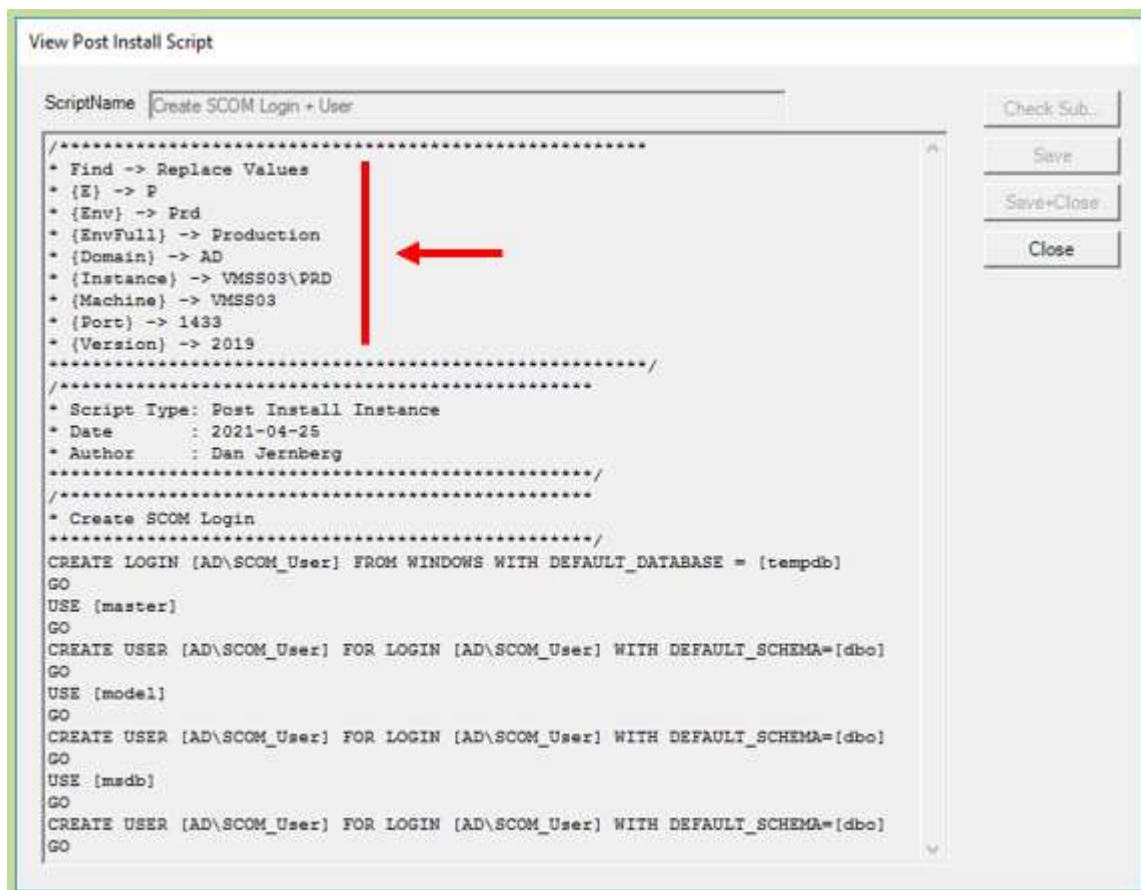 View Post Install Script
ScriptName Create SCOM Login + User
Check Sub..
Save
Save+Close
Close
/*******************************************************
* Find -> Replace Values
* {E} -> P
* {Env} -> Prd
* {EnvFull} -> Production
* {Domain} -> AD
* {Instance} -> VMSS03\PRD
* {Machine} -> VMSS03
* {Port} -> 1433
* {Version} -> 2019
*******************************************************/
/**************************************************
* Script Type: Post Install Instance
* Date       : 2021-04-25
* Author     : Dan Jernberg
**************************************************/
/**************************************************
* Create SCOM Login
**************************************************/
CREATE LOGIN [AD\SCOM_User] FROM WINDOWS WITH DEFAULT_DATABASE = [tempdb]
GO
USE [master]
GO
CREATE USER [AD\SCOM_User] FOR LOGIN [AD\SCOM_User] WITH DEFAULT_SCHEMA=[dbo]
GO
USE [model]
GO
CREATE USER [AD\SCOM_User] FOR LOGIN [AD\SCOM_User] WITH DEFAULT_SCHEMA=[dbo]
GO
USE [msdb]
GO
CREATE USER [AD\SCOM_User] FOR LOGIN [AD\SCOM_User] WITH DEFAULT_SCHEMA=[dbo]
GO